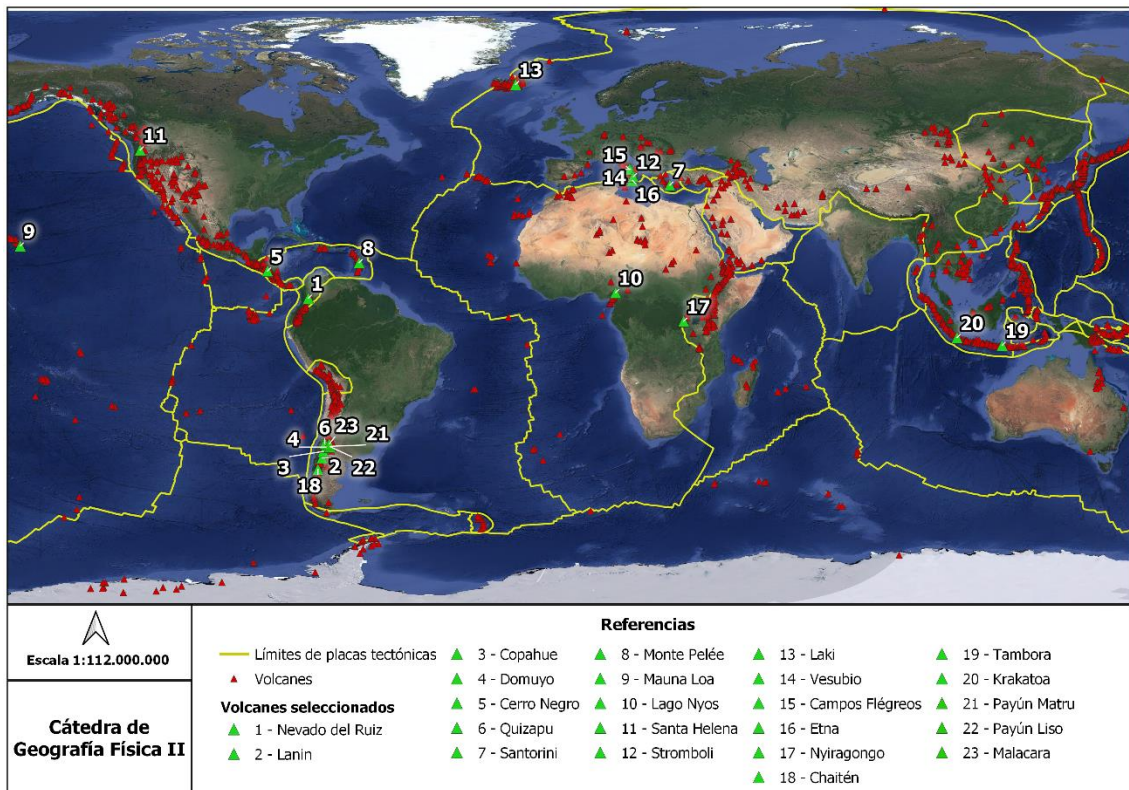 13
11
15
12
14
7
16
9
8
5
10
1
17
20
19
6
23
4
21
3
2
22
18
Escala 1:112.000.000
Cátedra de
Geografía Física II
Referencias
Límites de placas tectónicas
Volcanes
Volcanes seleccionados
1 - Nevado del Ruiz
2 - Lanin
3 - Copahue
4 - Domuyo
5 - Cerro Negro
6 - Quizapu
7 - Santorini
8 - Monte Pelée
9 - Mauna Loa
10 - Lago Nyos
11 - Santa Helena
12 - Stromboli
13 - Laki
14 - Vesubio
15 - Campos Flégreos
16 - Etna
17 - Nyiragongo
18 - Chaitén
19 - Tambora
20 - Krakatoa
21 - Payún Matru
22 - Payún Liso
23 - Malacara